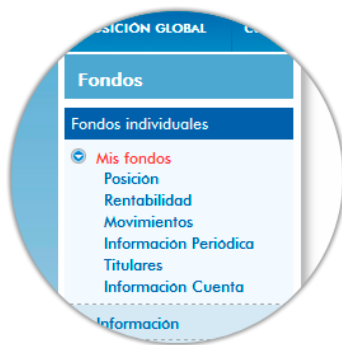 SICIÓN GLOBAL
Fondos
Fondos individuales
Mis fondos
Posición
Rentabilidad
Movimientos
Información Periódica
Titulares
Información Cuenta
Información